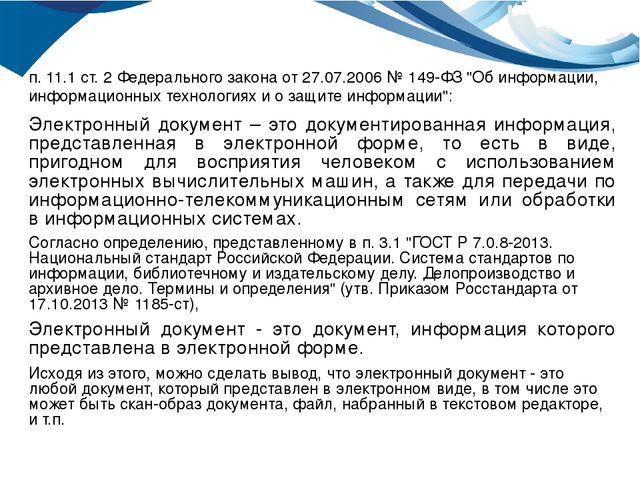 п. 11.1 ст. 2 Федерального закона от 27.07.2006 № 149-ФЗ "Об информации,
информационных технологиях и о защите информации":
Электронный документ – это документированная информация,
представленная в электронной форме, то есть в виде,
пригодном для восприятия человеком с использованием
электронных вычислительных машин, а также для передачи по
информационно-телекоммуникационным сетям или обработки
в информационных системах.
Согласно определению, представленному в п. 3.1 "ГОСТ Р 7.0.8-2013.
Национальный стандарт Российской Федерации. Система стандартов по
информации, библиотечному и издательскому делу. Делопроизводство и
архивное дело. Термины и определения" (утв. Приказом Росстандарта от
17.10.2013 № 1185-ст),
Электронный документ - это документ, информация которого
представлена в электронной форме.
Исходя из этого, можно сделать вывод, что электронный документ - это
любой документ, который представлен в электронном виде, в том числе это
может быть скан-образ документа, файл, набранный в текстовом редакторе,
и т.п.